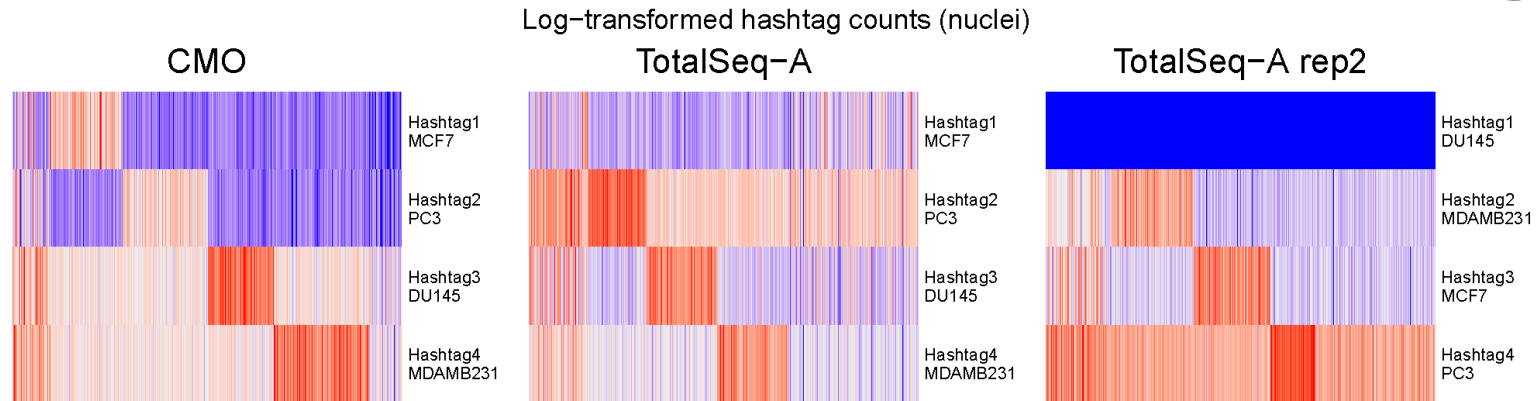 Log−transformed hashtag counts (nuclei)
CMO
Hashtag1
MCF7
Hashtag2
PC3
Hashtag3
DU145
Hashtag4
MDAMB231
TotalSeq−A
Hashtag1
MCF7
Hashtag2
PC3
Hashtag3
DU145
Hashtag4
MDAMB231
TotalSeq−A rep2
Hashtag1
DU145
Hashtag2
MDAMB231
Hashtag3
MCF7
Hashtag4
PC3